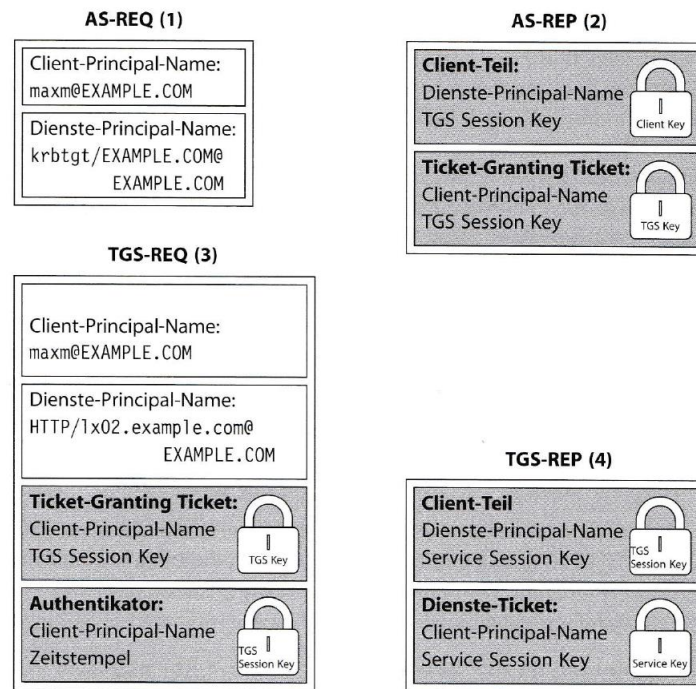 AS-REQ (1)
Client-Principal-Name:
maxm@EXAMPLE.COM
Dienste-Principal-Name:
krbtgt/EXAMPLE.COM@
EXAMPLE.COM
AS-REP (2)
Client-Teil:
Dienste-Principal-Name
TGS Session Key
Client Key
Ticket-Granting Ticket:
Client-Principal-Name
TGS Session Key
TGS Key
TGS-REQ (3)
Client-Principal-Name:
maxm@EXAMPLE.COM
Dienste-Principal-Name:
HTTP/lx02.example.com@
EXAMPLE.COM
Ticket-Granting Ticket:
Client-Principal-Name
TGS Session Key
TGS Key
Authentikator:
Client-Principal-Name
Zeitstempel
TGS
Session Key
TGS-REP (4)
Client-Teil
Dienste-Principal-Name
Service Session Key
TGS
Session Key
Dienste-Ticket:
Client-Principal-Name
Service Session Key
Service Key